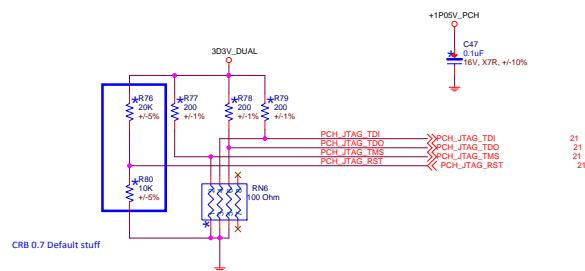 +1P05V_PCH
C47
0.1uF
16V, X7R, +/-10%
3D3V_DUAL
R76
20K
+/-5%
R77
200
+/-1%
R78
200
+/-1%
R79
200
+/-1%
PCH_JTAG_TDI PCH_JTAG_TDI 21
PCH_JTAG_TDO PCH_JTAG_TDO 21
PCH_JTAG_TMS PCH_JTAG_TMS 21
PCH_JTAG_RST PCH_JTAG_RST 21
R80
10K
+/-5%
RN6
100 Ohm
CRB 0.7 Default stuff